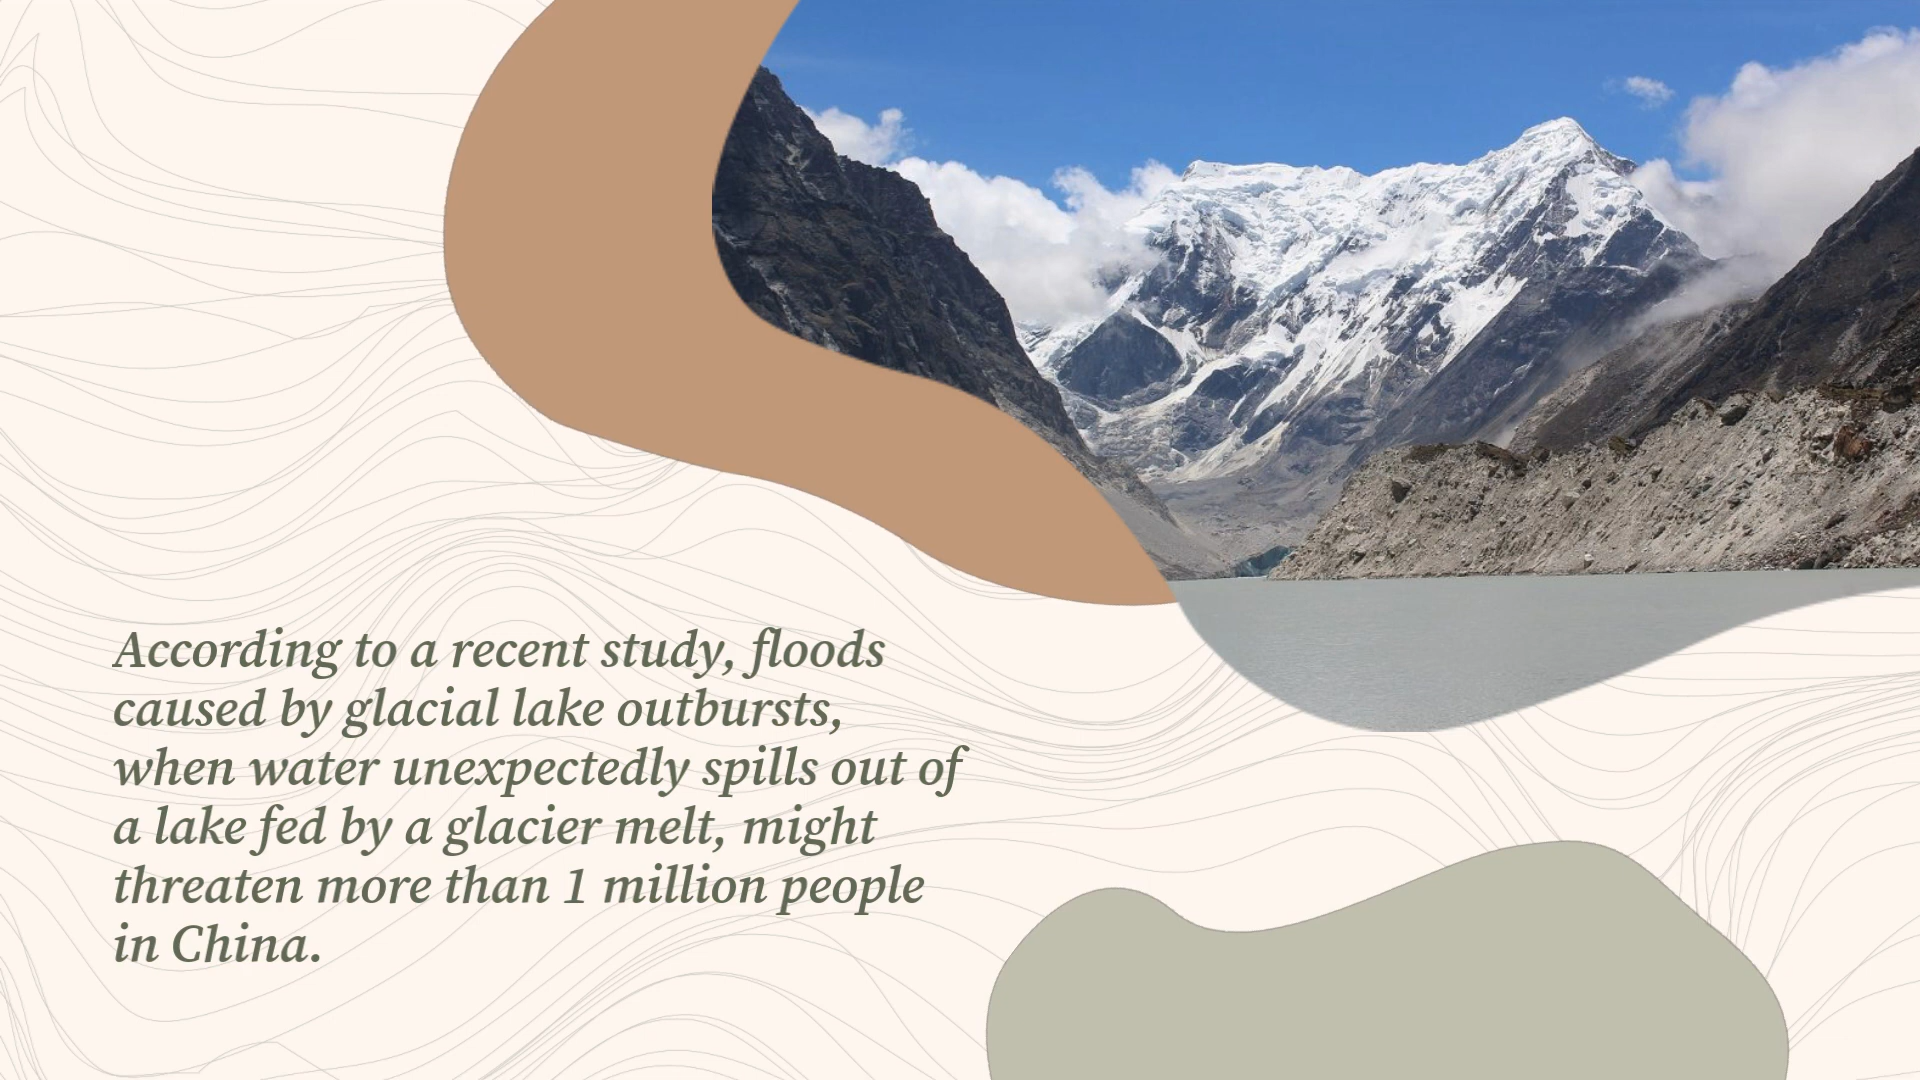 According to a recent study, floods
caused by glacial lake outbursts,
when water unexpectedly spills out of
a lake fed by a glacier melt, might
threaten more than 1 million people
in China.